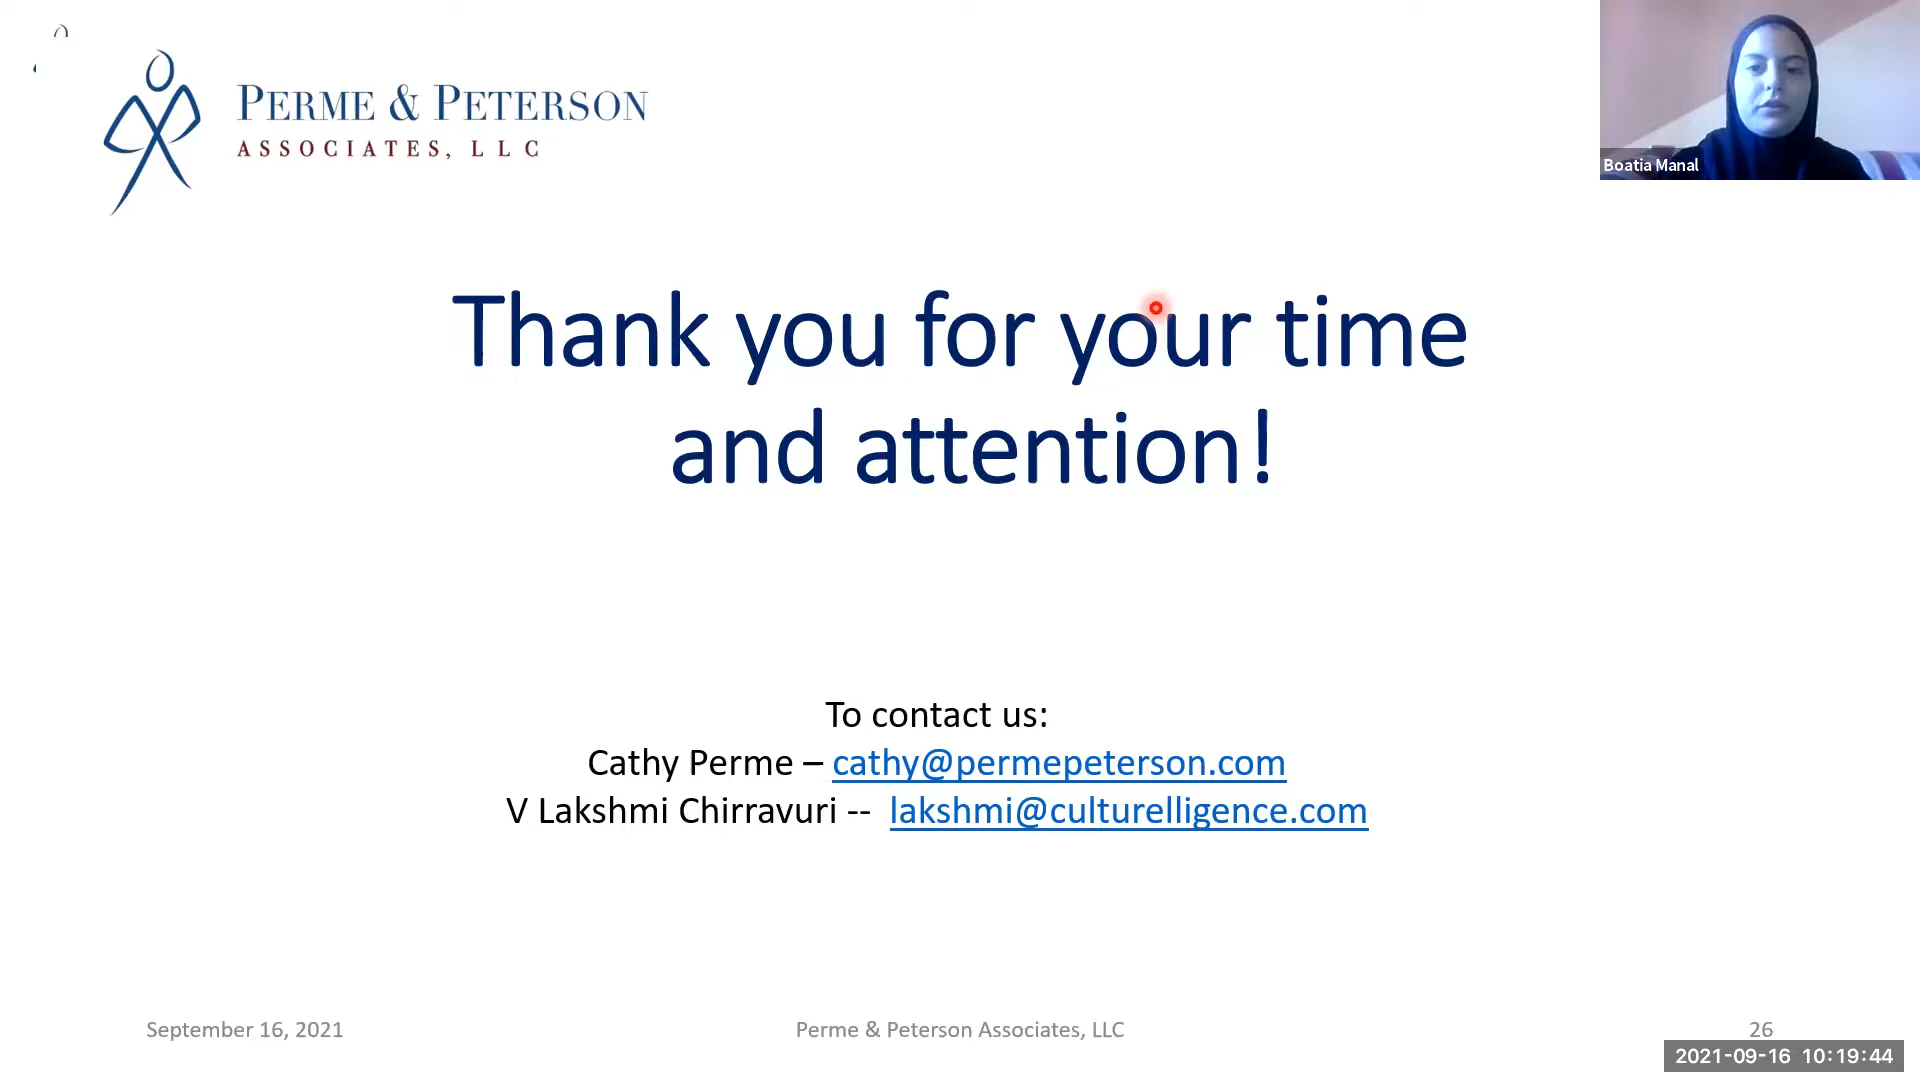 PERME & PETERSON
ASSOCIATES, LLC
Boatia Manal
Thank you for your time
and attention!
To contact us:
Cathy Perme – cathy@permepeterson.com
V Lakshmi Chirravuri -- lakshmi@culturelligence.com
September 16, 2021
Perme & Peterson Associates, LLC
26
2021-09-16 10:19:44